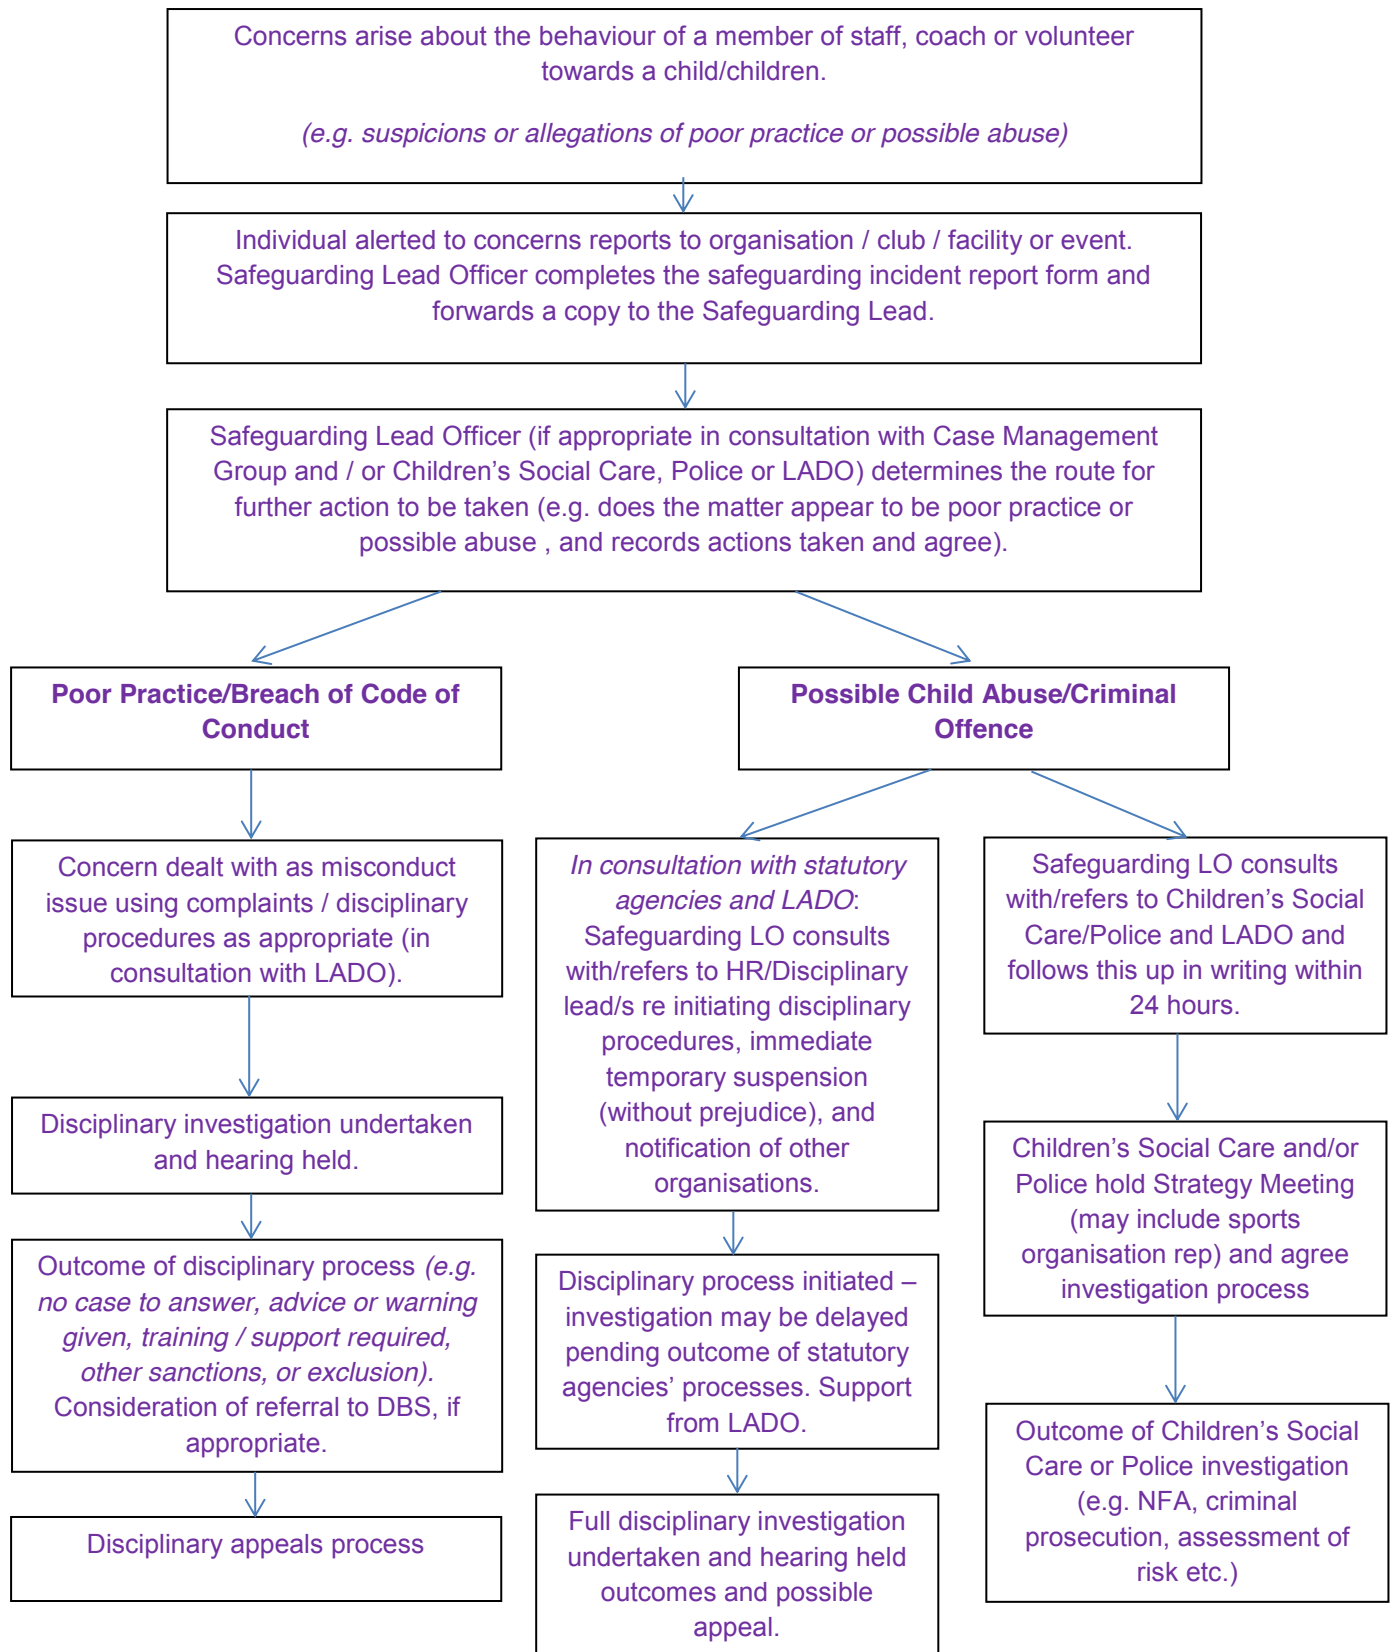 Concerns arise about the behaviour of a member of staff, coach or volunteer
towards a child/children.
(e.g. suspicions or allegations of poor practice or possible abuse)
Individual alerted to concerns reports to organisation / club / facility or event.
Safeguarding Lead Officer completes the safeguarding incident report form and
forwards a copy to the Safeguarding Lead.
Safeguarding Lead Officer (if appropriate in consultation with Case Management
Group and / or Children’s Social Care, Police or LADO) determines the route for
further action to be taken (e.g. does the matter appear to be poor practice or
possible abuse , and records actions taken and agree).
Poor Practice/Breach of Code of
Conduct
Possible Child Abuse/Criminal
Offence
Concern dealt with as misconduct
issue using complaints / disciplinary
procedures as appropriate (in
consultation with LADO).
Disciplinary investigation undertaken
and hearing held.
Outcome of disciplinary process (e.g.
no case to answer, advice or warning
given, training / support required,
other sanctions, or exclusion).
Consideration of referral to DBS, if
appropriate.
Disciplinary appeals process
In consultation with statutory
agencies and LADO:
Safeguarding LO consults
with/refers to HR/Disciplinary
lead/s re initiating disciplinary
procedures, immediate
temporary suspension
(without prejudice), and
notification of other
organisations.
Disciplinary process initiated –
investigation may be delayed
pending outcome of statutory
agencies’ processes. Support
from LADO.
Full disciplinary investigation
undertaken and hearing held
outcomes and possible
appeal.
Safeguarding LO consults
with/refers to Children’s Social
Care/Police and LADO and
follows this up in writing within
24 hours.
Children’s Social Care and/or
Police hold Strategy Meeting
(may include sports
organisation rep) and agree
investigation process
Outcome of Children’s Social
Care or Police investigation
(e.g. NFA, criminal
prosecution, assessment of
risk etc.)